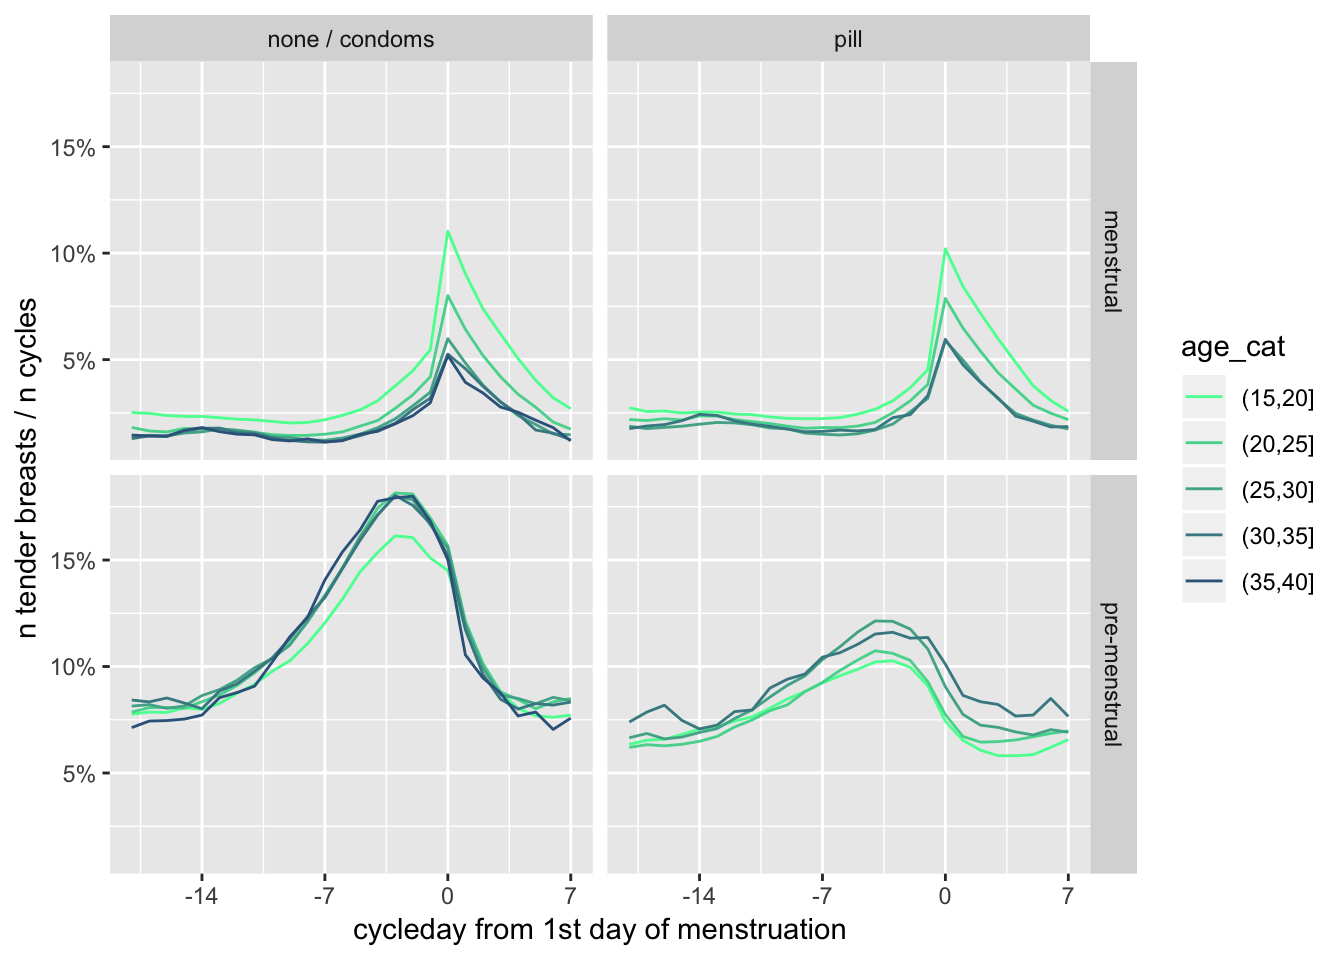 none / condoms
pill
15%
10%
5%
menstrual
15%
10%
5%
pre-menstrual
n tender breasts / n cycles
-14
-7
0
7
-14
-7
0
7
cycleday from 1st day of menstruation
age_cat
(15,20]
(20,25]
(25,30]
(30,35]
(35,40]